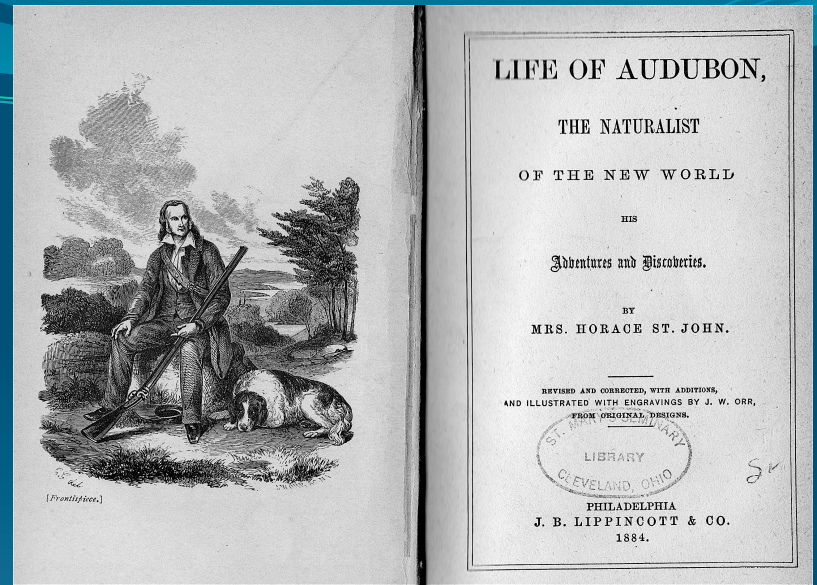 [Frontispiece.]
LIFE OF AUDUBON,
THE NATURALIST
OF THE NEW WORLD
HIS
Adventures and Discoveries.
BY
MRS. HORACE ST. JOHN.
REVISED AND CORRECTED, WITH ADDITIONS,
AND ILLUSTRATED WITH ENGRAVINGS BY J. W. ORR,
FROM ORIGINAL DESIGNS.
ST. MARY'S SEMINARY
LIBRARY
CLEVELAND, OHIO
PHILADELPHIA
J. B. LIPPINCOTT & CO.
1884.